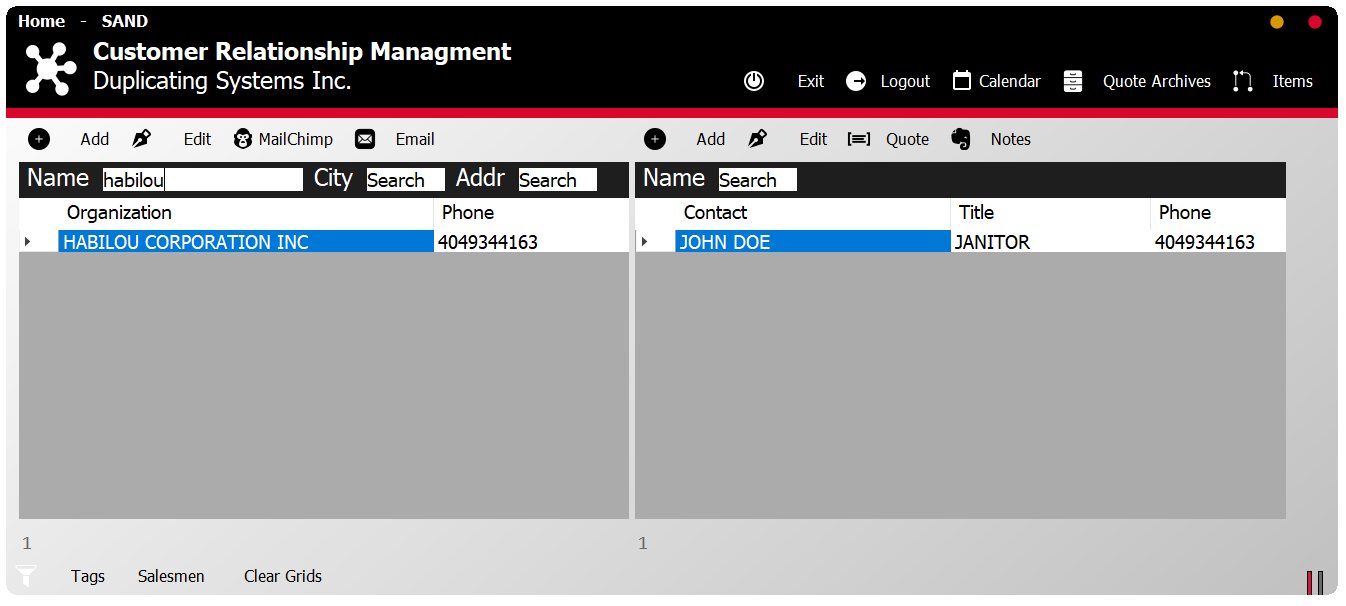 Home - SAND
Customer Relationship Managment
Duplicating Systems Inc.
Exit Logout Calendar Quote Archives Items
Add Edit MailChimp Email
Name habilou City Search Addr Search
Organization Phone
HABILOU CORPORATION INC 4049344163
1
Add Edit Quote Notes
Name Search
Contact Title Phone
JOHN DOE JANITOR 4049344163
1
Tags Salesmen Clear Grids